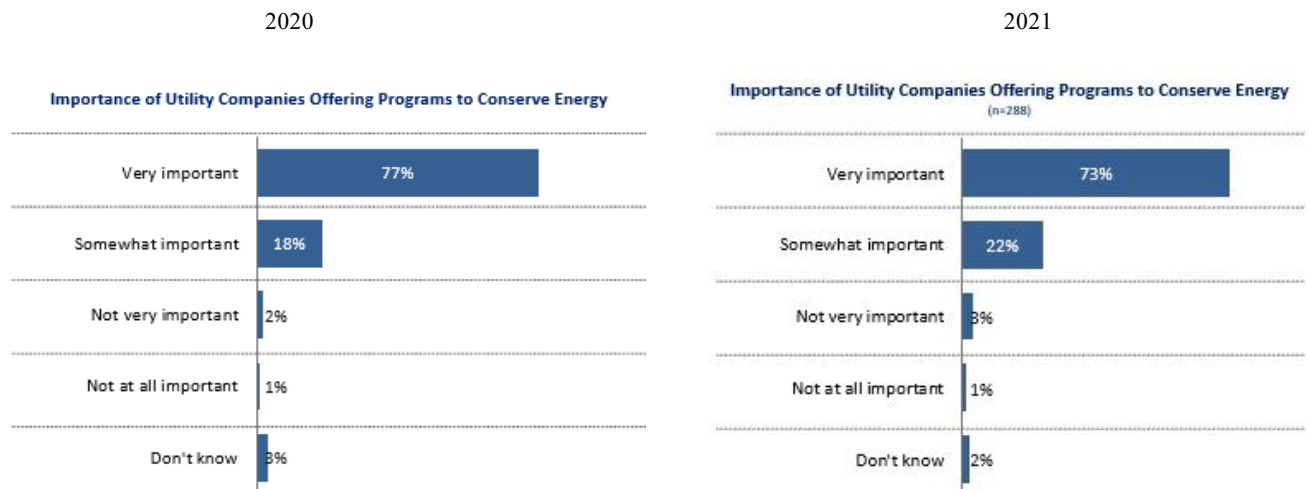 2020
Importance of Utility Companies Offering Programs to Conserve Energy
Very important 77%
Somewhat important 18%
Not very important 2%
Not at all important 1%
Don't know 3%
2021
Importance of Utility Companies Offering Programs to Conserve Energy
(n=288)
Very important 73%
Somewhat important 22%
Not very important 3%
Not at all important 1%
Don't know 2%